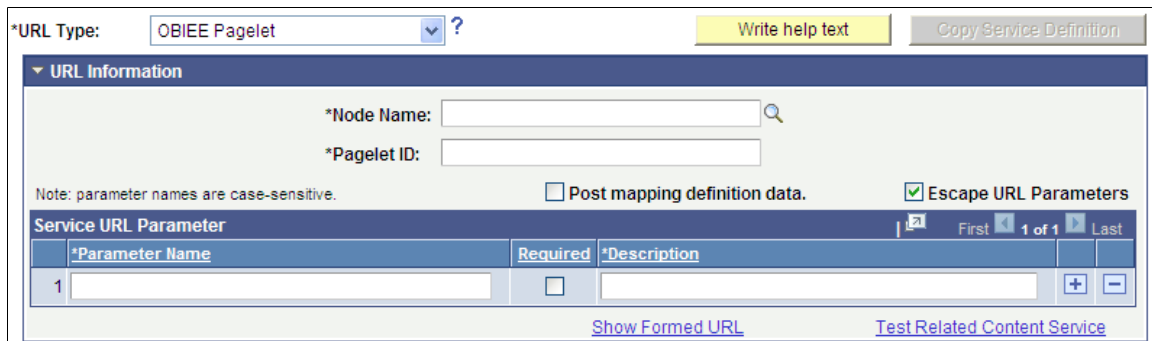 *URL Type: OBIEE Pagelet ? Write help text Copy Service Definition
URL Information
*Node Name:
*Pagelet ID:
Note: parameter names are case-sensitive. Post mapping definition data. Escape URL Parameters
Service URL Parameter | First 1 of 1 Last
*Parameter Name Required *Description
1
Show Formed URL Test Related Content Service